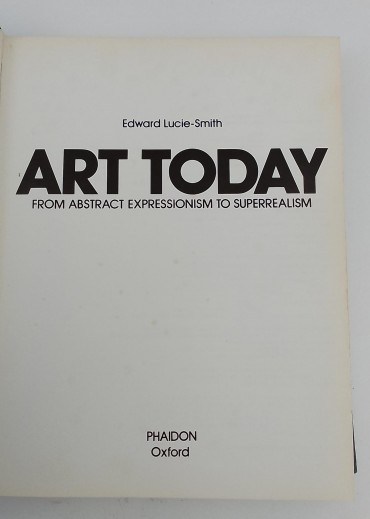 Edward Lucie-Smith
ART TODAY
FROM ABSTRACT EXPRESSIONISM TO SUPERREALISM
PHAIDON
Oxford